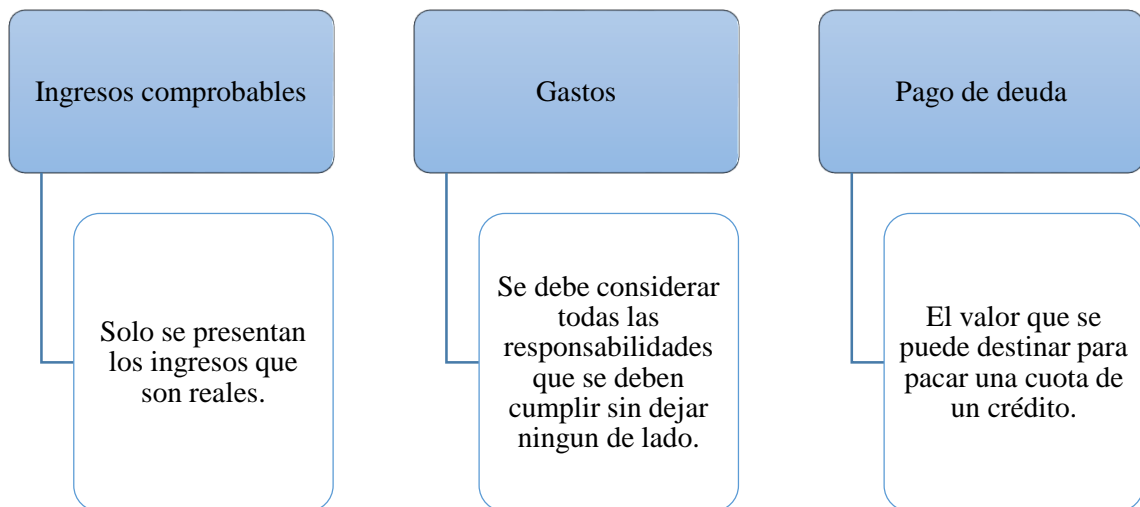 Ingresos comprobables
Solo se presentan
los ingresos que
son reales.
Gastos
Se debe considerar
todas las
responsabilidades
que se deben
cumplir sin dejar
ningun de lado.
Pago de deuda
El valor que se
puede destinar para
pacar una cuota de
un crédito.